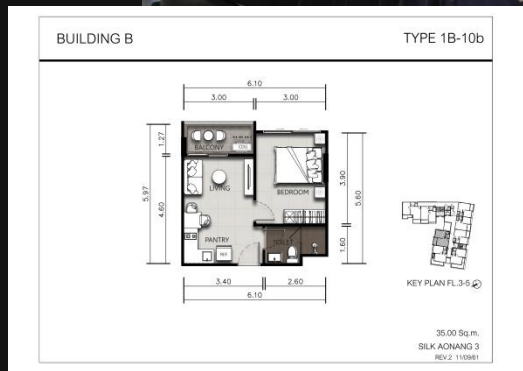 BUILDING B
TYPE 1B-10b
6.10
3.00
3.00
1.27
5.97
4.60
3.90
5.60
1.60
BALCONY
LIVING
BEDROOM
PANTRY
TOILET
REF.
3.40
2.60
6.10
KEY PLAN FL.3-5
35.00 Sq.m.
SILK AONANG 3
REV.2 11/09/61